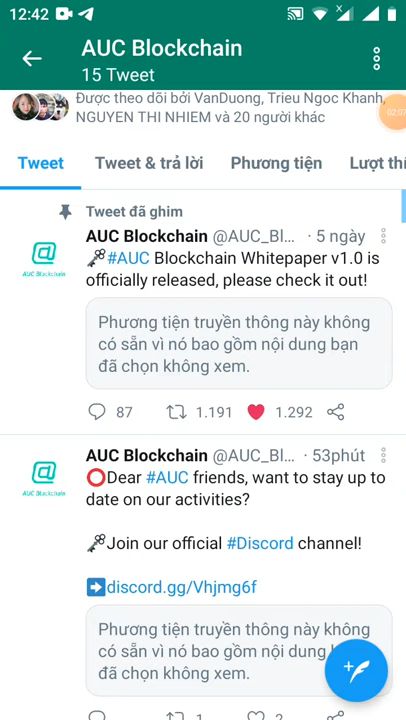 12:42
AUC Blockchain
15 Tweet
Được theo dõi bởi VanDuong, Trieu Ngoc Khanh,
NGUYEN THI NHIEM và 20 người khác
02:07
Tweet Tweet & trả lời Phương tiện Lượt thí
Tweet đã ghim
AUC Blockchain @AUC_Bl... · 5 ngày
#AUC Blockchain Whitepaper v1.0 is
officially released, please check it out!
AUC Blockchain
Phương tiện truyền thông này không
có sẵn vì nó bao gồm nội dung bạn
đã chọn không xem.
87 1.191 1.292
AUC Blockchain @AUC_Bl... · 53phút
Dear #AUC friends, want to stay up to
date on our activities?
AUC Blockchain
Join our official #Discord channel!
discord.gg/Vhjmg6f
Phương tiện truyền thông này không
có sẵn vì nó bao gồm nội dung
đã chọn không xem.
1 2